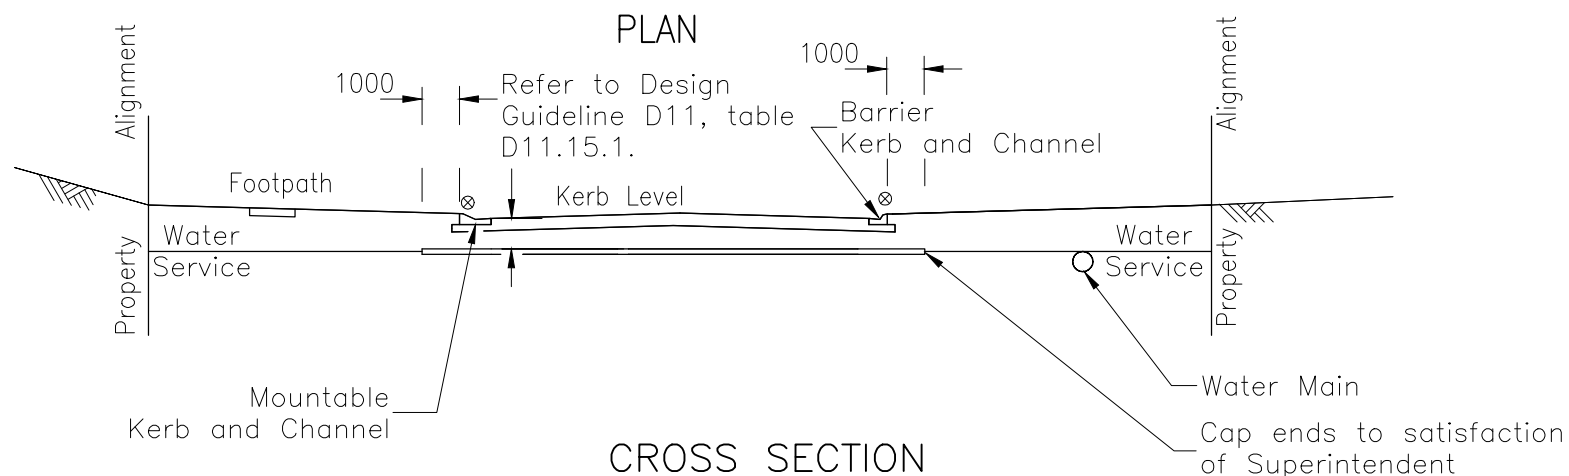 PLAN
1000
1000
Refer to Design
Guideline D11, table
D11.15.1.
Barrier
Kerb and Channel
Alignment
Alignment
Footpath
Kerb Level
Water
Service
Water
Service
Property
Property
Mountable
Kerb and Channel
Water Main
Cap ends to satisfaction
of Superintendent
CROSS SECTION